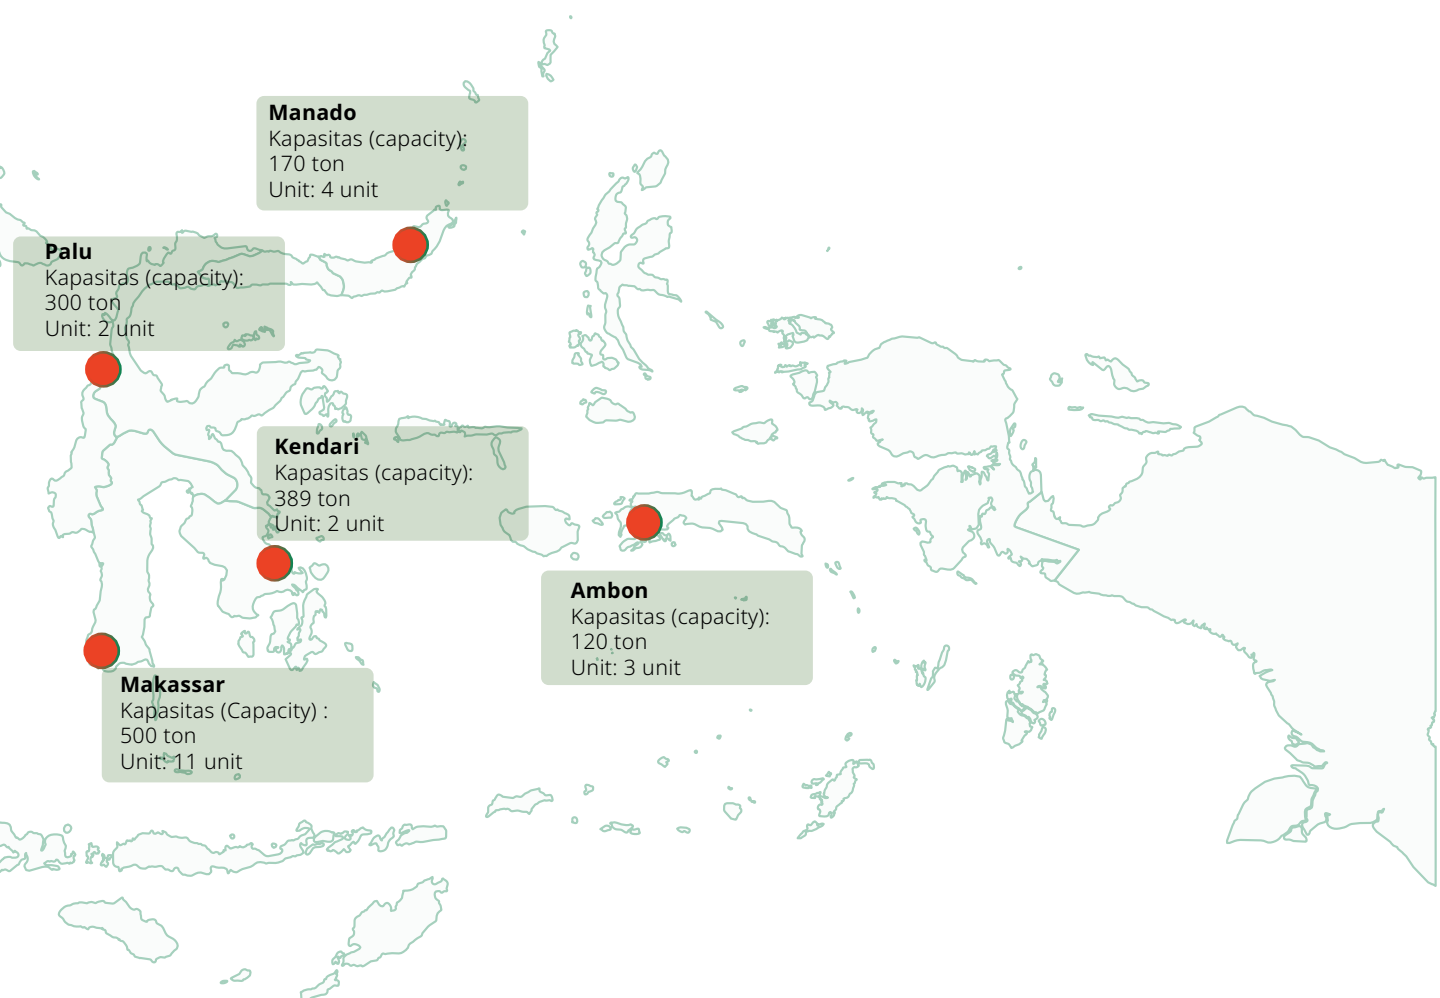 Manado
Kapasitas (capacity):
170 ton
Unit: 4 unit
Palu
Kapasitas (capacity):
300 ton
Unit: 2 unit
Kendari
Kapasitas (capacity):
389 ton
Unit: 2 unit
Ambon
Kapasitas (capacity):
120 ton
Unit: 3 unit
Makassar
Kapasitas (Capacity) :
500 ton
Unit: 11 unit